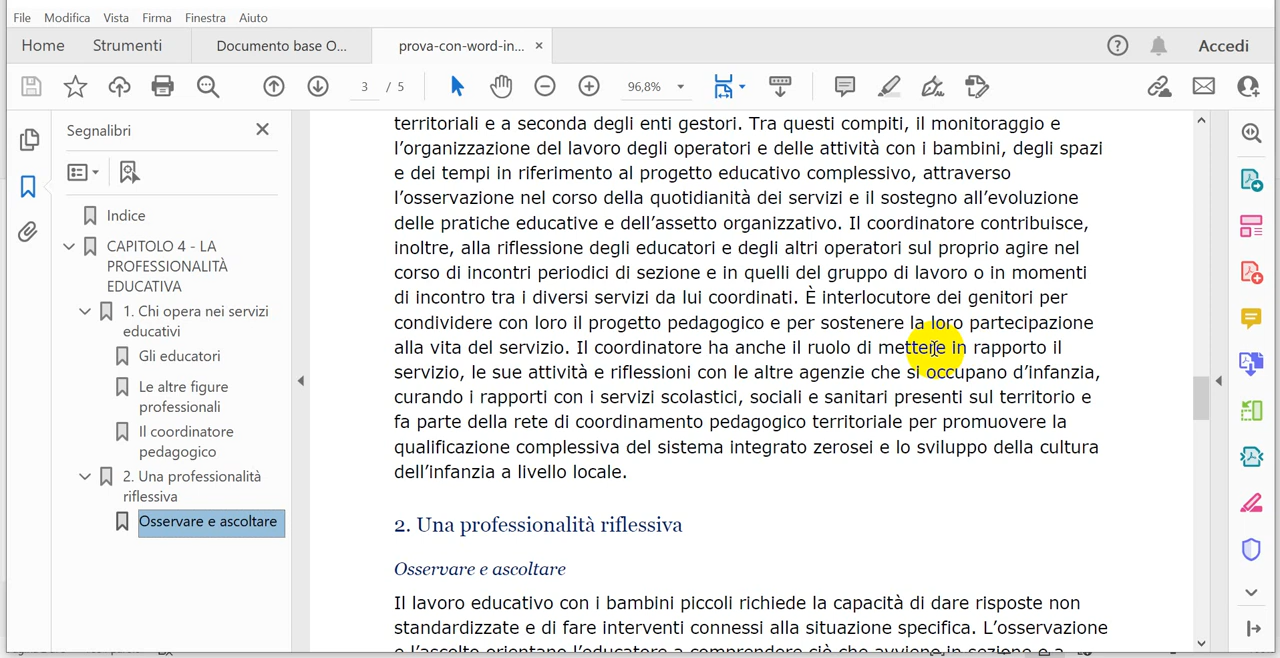 File Modifica Vista Firma Finestra Aiuto
Home Strumenti Documento base O... prova-con-word-in... × Accedi
3 / 5 96,8%
Segnalibri
Indice
CAPITOLO 4 - LA
PROFESSIONALITÀ
EDUCATIVA
1. Chi opera nei servizi
educativi
Gli educatori
Le altre figure
professionali
Il coordinatore
pedagogico
2. Una professionalità
riflessiva
Osservare e ascoltare
territoriali e a seconda degli enti gestori. Tra questi compiti, il monitoraggio e
l’organizzazione del lavoro degli operatori e delle attività con i bambini, degli spazi
e dei tempi in riferimento al progetto educativo complessivo, attraverso
l’osservazione nel corso della quotidianità dei servizi e il sostegno all’evoluzione
delle pratiche educative e dell’assetto organizzativo. Il coordinatore contribuisce,
inoltre, alla riflessione degli educatori e degli altri operatori sul proprio agire nel
corso di incontri periodici di sezione e in quelli del gruppo di lavoro o in momenti
di incontro tra i diversi servizi da lui coordinati. È interlocutore dei genitori per
condividere con loro il progetto pedagogico e per sostenere la loro partecipazione
alla vita del servizio. Il coordinatore ha anche il ruolo di mettere in rapporto il
servizio, le sue attività e riflessioni con le altre agenzie che si occupano d’infanzia,
curando i rapporti con i servizi scolastici, sociali e sanitari presenti sul territorio e
fa parte della rete di coordinamento pedagogico territoriale per promuovere la
qualificazione complessiva del sistema integrato zerosei e lo sviluppo della cultura
dell’infanzia a livello locale.
2. Una professionalità riflessiva
Osservare e ascoltare
Il lavoro educativo con i bambini piccoli richiede la capacità di dare risposte non
standardizzate e di fare interventi connessi alla situazione specifica. L’osservazione
e l’ascolto orientano l’educatore a comprendere ciò che avviene in sezione e a